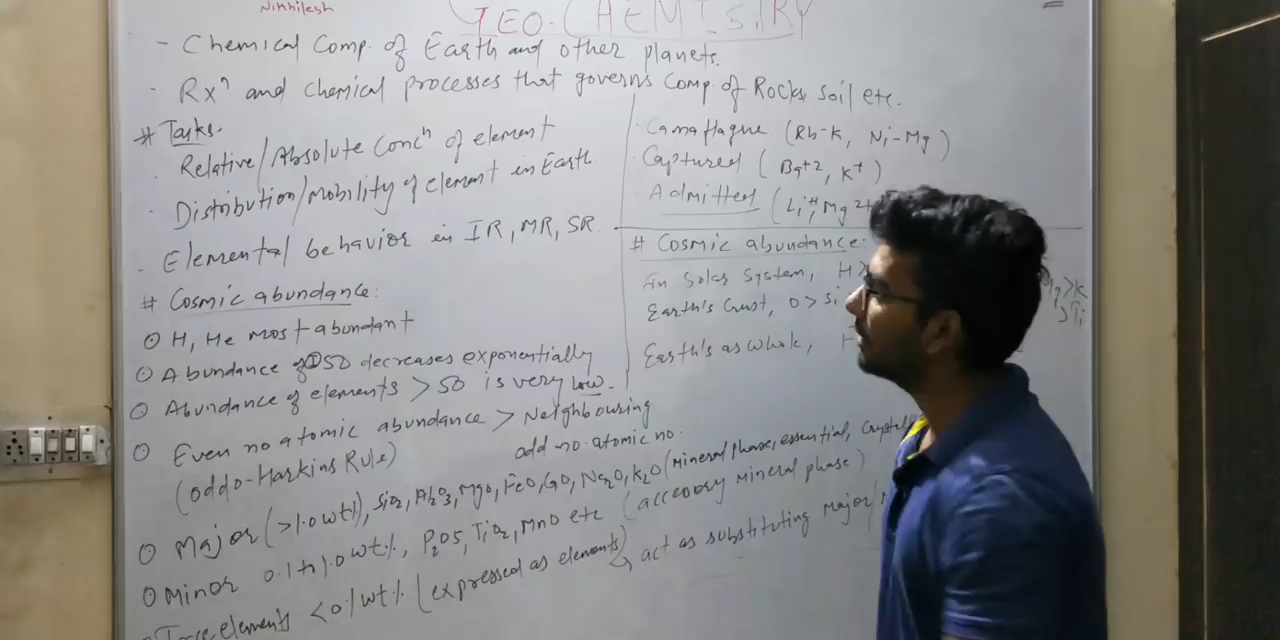 Nikhilesh
GEO-CHEMISTRY
- Chemical Comp. of Earth and other planets.
- Rxⁿ and chemical processes that governs Comp. of Rocks, soil etc.
# Tasks.
· Relative/Absolute Concⁿ of element
· Distribution/Mobility of element in Earth
· Elemental behavior in IR, MR, SR.
# Cosmic abundance:
○ H, He most abundant
○ Abundance of 50 decreases exponentially
○ Abundance of elements > 50 is very low.
○ Even no atomic abundance > Neighbouring
odd no. atomic no.
(Oddo-Harkins Rule)
○ Major (>1.0 wt%), SiO₂, Al₂O₃, MgO, FeO, CaO, Na₂O, K₂O (mineral phase, essential,
○ Minor 0.1 to 1.0 wt%, P₂O5, TiO₂, MnO etc (accessory mineral phase)
Trace elements <0.1 wt% (expressed as elements)
↳ act as substituting major/
· Camaflague (Rb-K, Ni-Mg)
· Captured (Ba+2, K+)
· Admitted (Li+, Mg2+
# Cosmic abundance:
In Solar System, H>
Earth's Crust, O > Si
Mg>K
>Ti
Earth's as whole,